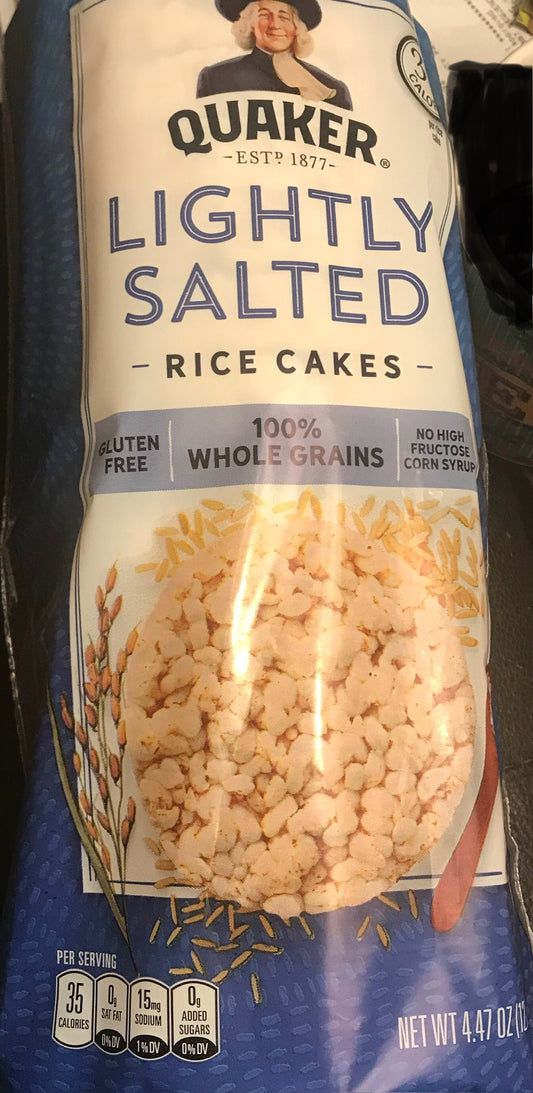 QUAKER®
-ESTD 1877-
LIGHTLY
SALTED
- RICE CAKES -
GLUTEN
FREE
100%
WHOLE GRAINS
NO HIGH
FRUCTOSE
CORN SYRUP
PER SERVING
35
CALORIES
0g
SAT FAT
0% DV
15mg
SODIUM
1% DV
0g
ADDED
SUGARS
0% DV
NET WT 4.47 OZ